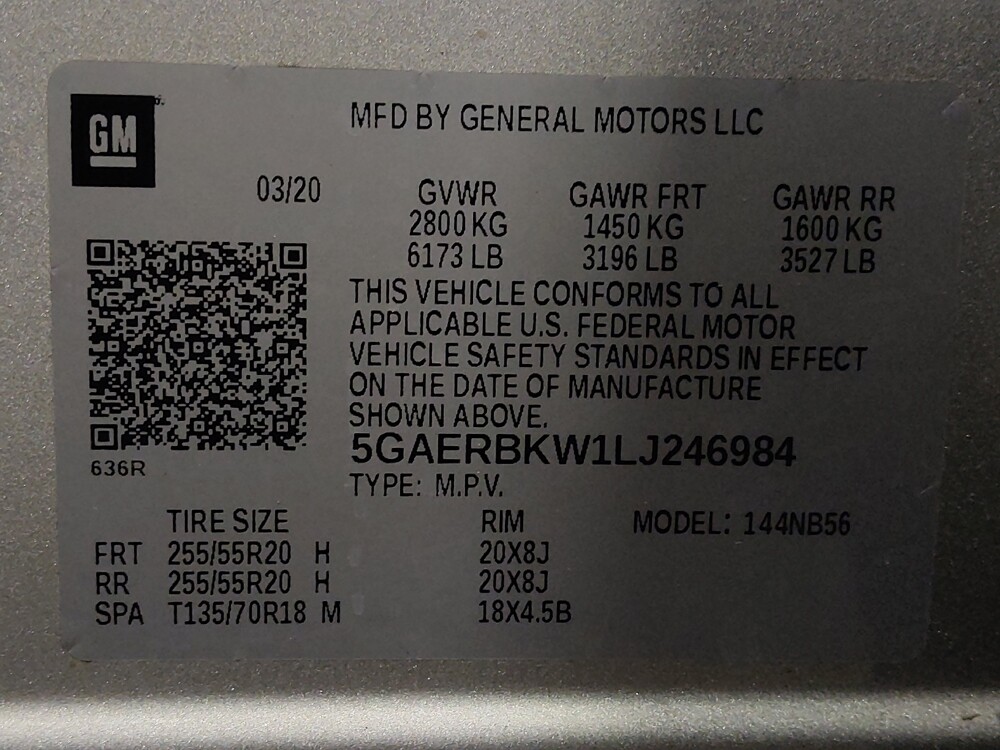 GM
MFD BY GENERAL MOTORS LLC
03/20 GVWR GAWR FRT GAWR RR
2800 KG 1450 KG 1600 KG
6173 LB 3196 LB 3527 LB
THIS VEHICLE CONFORMS TO ALL
APPLICABLE U.S. FEDERAL MOTOR
VEHICLE SAFETY STANDARDS IN EFFECT
ON THE DATE OF MANUFACTURE
SHOWN ABOVE.
5GAERBKW1LJ246984
636R
TYPE: M.P.V.
TIRE SIZE RIM MODEL: 144NB56
FRT 255/55R20 H 20X8J
RR 255/55R20 H 20X8J
SPA T135/70R18 M 18X4.5B